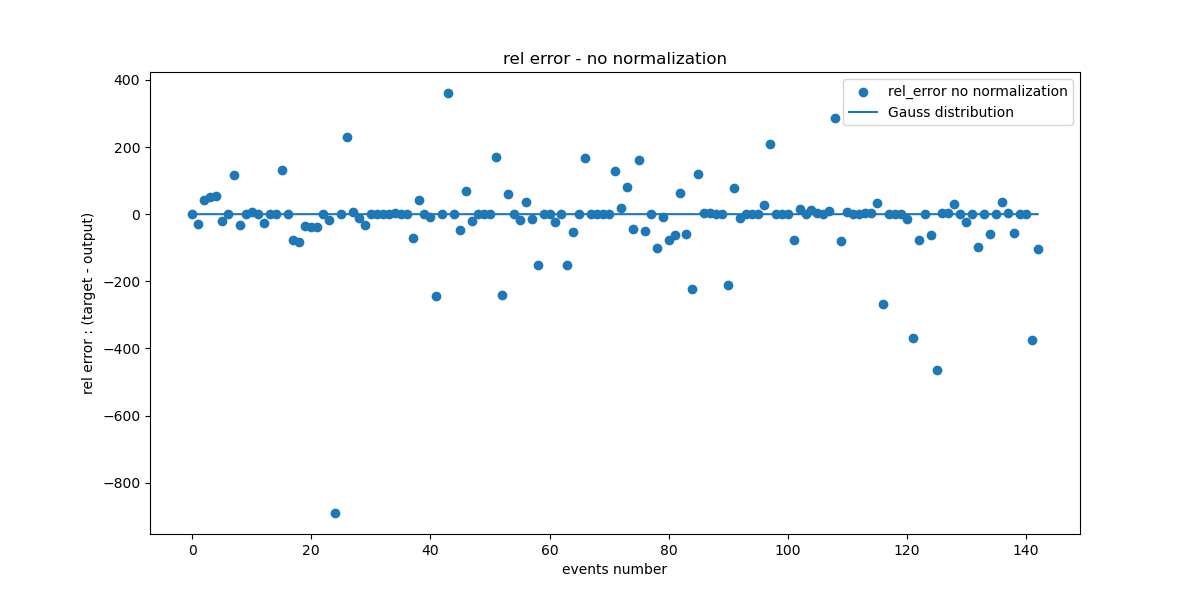 rel error - no normalization
rel_error no normalization
Gauss distribution
400
200
0
−200
−400
−600
−800
rel error : (target - output)
0 20 40 60 80 100 120 140
events number